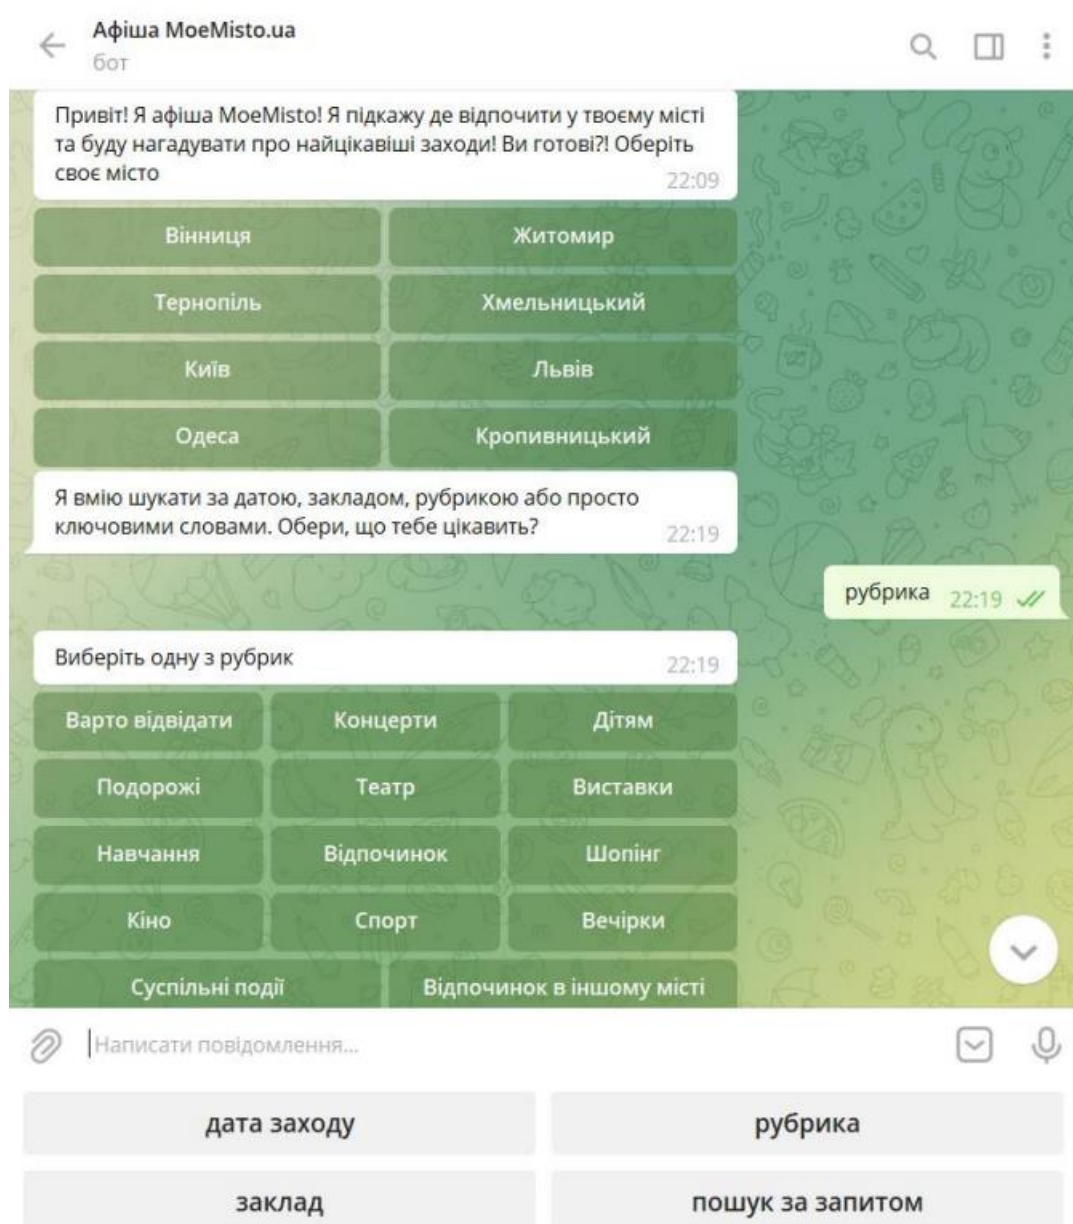 Афіша MoeMisto.ua
бот
Привіт! Я афіша MoeMisto! Я підкажу де відпочити у твоєму місті
та буду нагадувати про найцікавіші заходи! Ви готові?! Оберіть
своє місто
22:09
Вінниця
Житомир
Тернопіль
Хмельницький
Київ
Львів
Одеса
Кропивницький
Я вмію шукати за датою, закладом, рубрикою або просто
ключовими словами. Обери, що тебе цікавить?
22:19
рубрика 22:19
Виберіть одну з рубрик
22:19
Варто відвідати
Концерти
Дітям
Подорожі
Театр
Виставки
Навчання
Відпочинок
Шопінг
Кіно
Спорт
Вечірки
Суспільні події
Відпочинок в іншому місті
Написати повідомлення...
дата заходу
рубрика
заклад
пошук за запитом